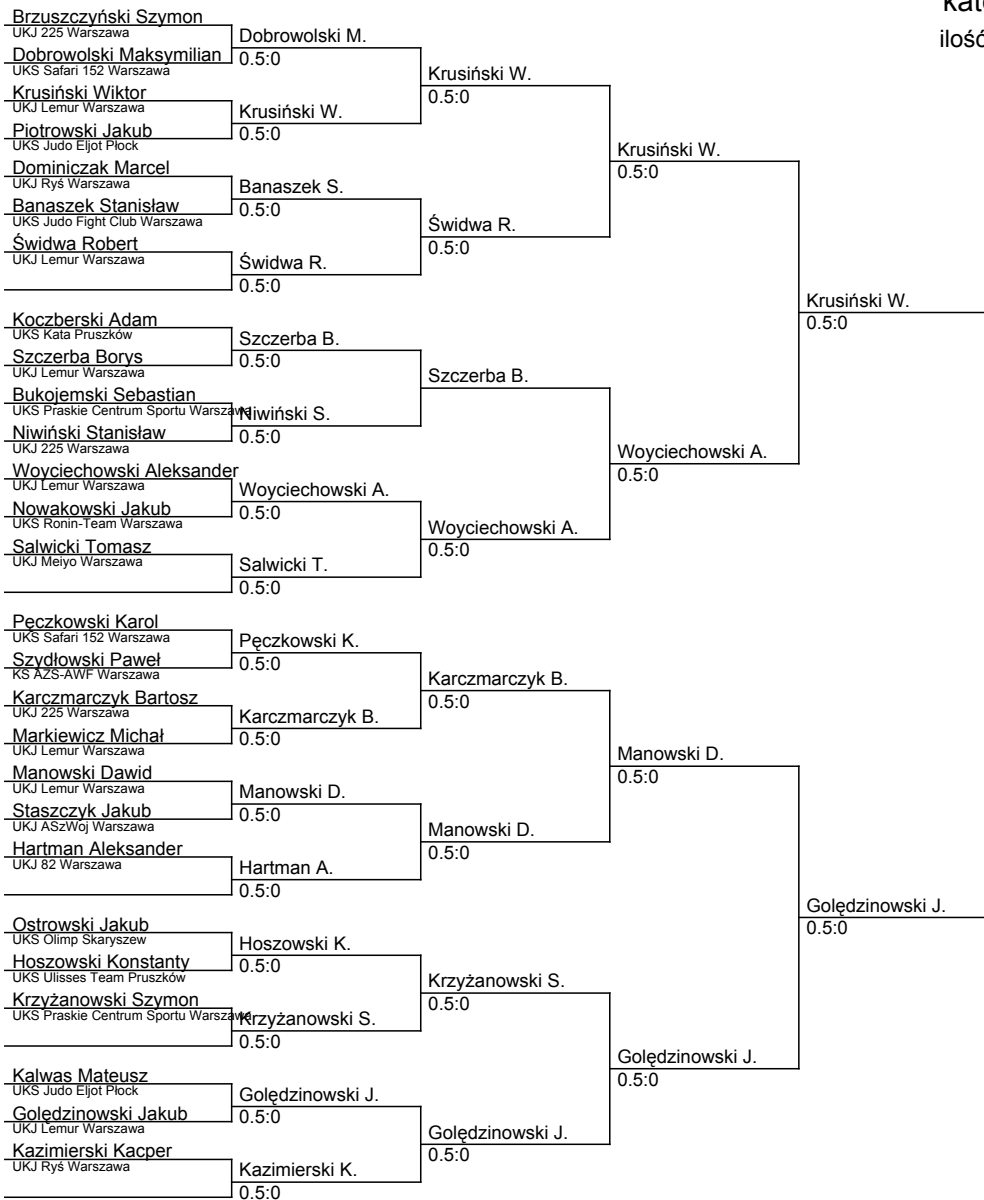 kate
ilość
Brzuszczyński Szymon
UKJ 225 Warszawa
Dobrowolski Maksymilian
UKS Safari 152 Warszawa
Krusiński Wiktor
UKJ Lemur Warszawa
Piotrowski Jakub
UKS Judo Eljot Płock
Dominiczak Marcel
UKJ Ryś Warszawa
Banaszek Stanisław
UKS Judo Fight Club Warszawa
Świdwa Robert
UKJ Lemur Warszawa
Koczberski Adam
UKS Kata Pruszków
Szczerba Borys
UKJ Lemur Warszawa
Bukojemski Sebastian
UKS Praskie Centrum Sportu Warszawa
Niwiński Stanisław
UKJ 225 Warszawa
Woyciechowski Aleksander
UKJ Lemur Warszawa
Nowakowski Jakub
UKS Ronin-Team Warszawa
Salwicki Tomasz
UKJ Meiyo Warszawa
Pęczkowski Karol
UKS Safari 152 Warszawa
Szydłowski Paweł
KS AZS-AWF Warszawa
Karczmarczyk Bartosz
UKJ 225 Warszawa
Markiewicz Michał
UKJ Lemur Warszawa
Manowski Dawid
UKJ Lemur Warszawa
Staszczyk Jakub
UKJ ASzWoj Warszawa
Hartman Aleksander
UKJ 82 Warszawa
Ostrowski Jakub
UKS Olimp Skaryszew
Hoszowski Konstanty
UKS Ulisses Team Pruszków
Krzyżanowski Szymon
UKS Praskie Centrum Sportu Warszawa
Kalwas Mateusz
UKS Judo Eljot Płock
Golędzinowski Jakub
UKJ Lemur Warszawa
Kazimierski Kacper
UKJ Ryś Warszawa
Dobrowolski M.
0.5:0
Krusiński W.
0.5:0
Banaszek S.
0.5:0
Świdwa R.
0.5:0
Szczerba B.
0.5:0
Niwiński S.
0.5:0
Woyciechowski A.
0.5:0
Salwicki T.
0.5:0
Pęczkowski K.
0.5:0
Karczmarczyk B.
0.5:0
Manowski D.
0.5:0
Hartman A.
0.5:0
Hoszowski K.
0.5:0
Krzyżanowski S.
0.5:0
Golędzinowski J.
0.5:0
Kazimierski K.
0.5:0
Krusiński W.
0.5:0
Świdwa R.
0.5:0
Szczerba B.
Woyciechowski A.
0.5:0
Karczmarczyk B.
0.5:0
Manowski D.
0.5:0
Krzyżanowski S.
0.5:0
Golędzinowski J.
0.5:0
Krusiński W.
0.5:0
Woyciechowski A.
0.5:0
Manowski D.
0.5:0
Golędzinowski J.
0.5:0
Krusiński W.
0.5:0
Golędzinowski J.
0.5:0